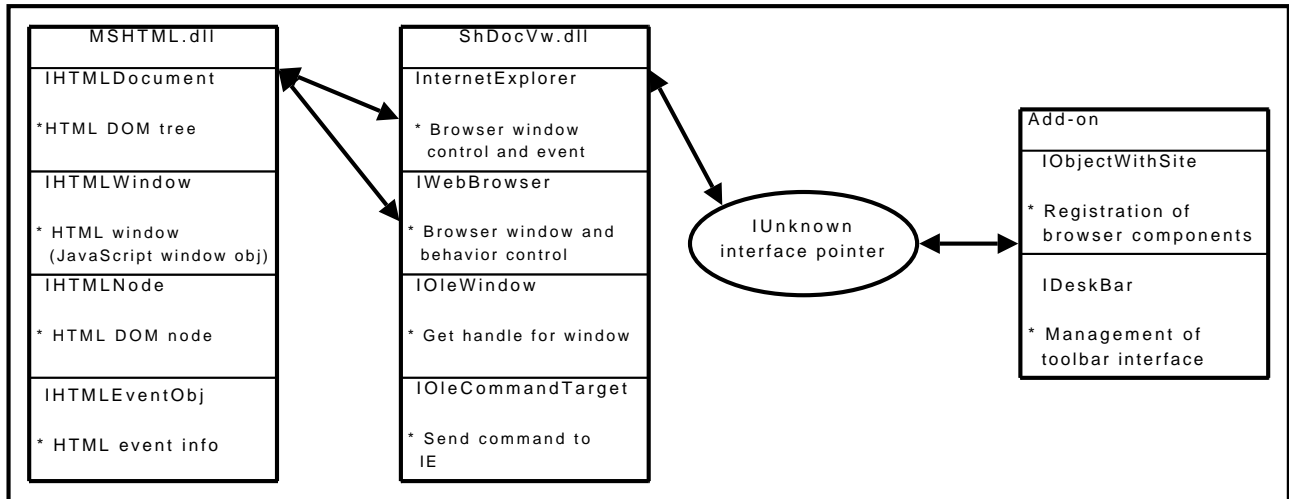 MSHTML.dll
IHTMLDocument
*HTML DOM tree
IHTMLWindow
* HTML window
(JavaScript window obj)
IHTMLNode
* HTML DOM node
IHTMLEventObj
* HTML event info
ShDocVw.dll
InternetExplorer
* Browser window
control and event
IWebBrowser
* Browser window and
behavior control
IOleWindow
* Get handle for window
IOleCommandTarget
* Send command to
IE
IUnknown
interface pointer
Add-on
IObjectWithSite
* Registration of
browser components
IDeskBar
* Management of
toolbar interface